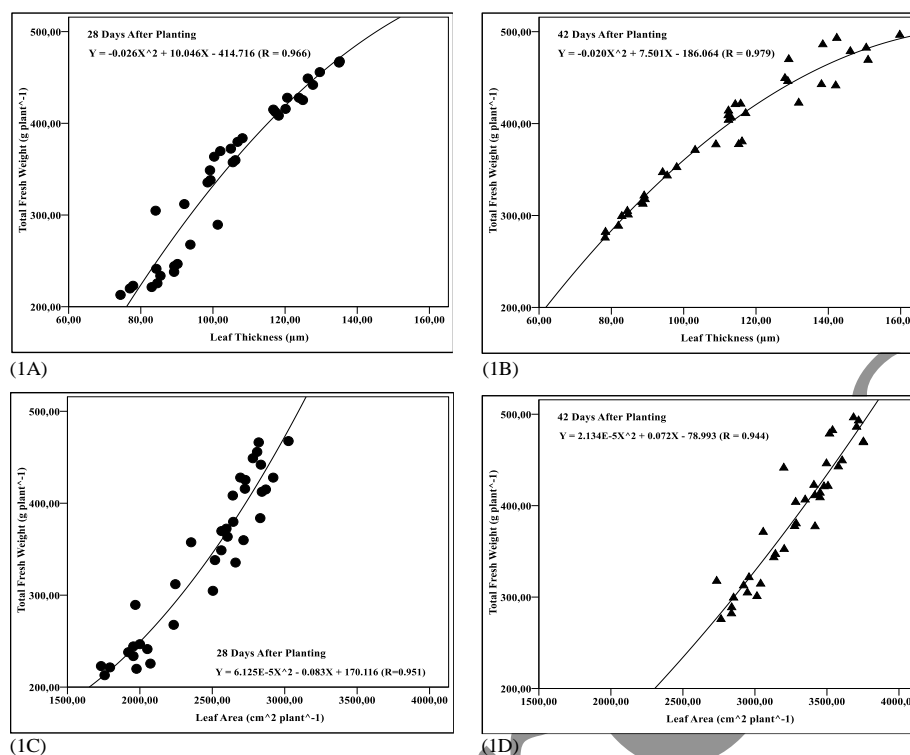 28 Days After Planting
Y = -0.026X^2 + 10.046X - 414.716 (R = 0.966)
500,00
400,00
300,00
200,00
Total Fresh Weight (g plant^-1)
60,00 80,00 100,00 120,00 140,00 160,00
Leaf Thickness (µm)
(1A)
42 Days After Planting
Y = -0.020X^2 + 7.501X - 186.064 (R = 0.979)
500,00
400,00
300,00
200,00
Total Fresh Weight (g plant^-1)
60,00 80,00 100,00 120,00 140,00 160,00
Leaf Thickness (µm)
(1B)
500,00
400,00
300,00
200,00
Total Fresh Weight (g plant^-1)
28 Days After Planting
Y = 6.125E-5X^2 - 0.083X + 170.116 (R=0.951)
1500,00 2000,00 2500,00 3000,00 3500,00 4000,00
Leaf Area (cm^2 plant^-1)
(1C)
42 Days After Planting
Y = 2.134E-5X^2 + 0.072X - 78.993 (R = 0.944)
500,00
400,00
300,00
200,00
Total Fresh Weight (g plant^-1)
1500,00 2000,00 2500,00 3000,00 3500,00 4000,0
Leaf Area (cm^2 plant^-1)
(1D)